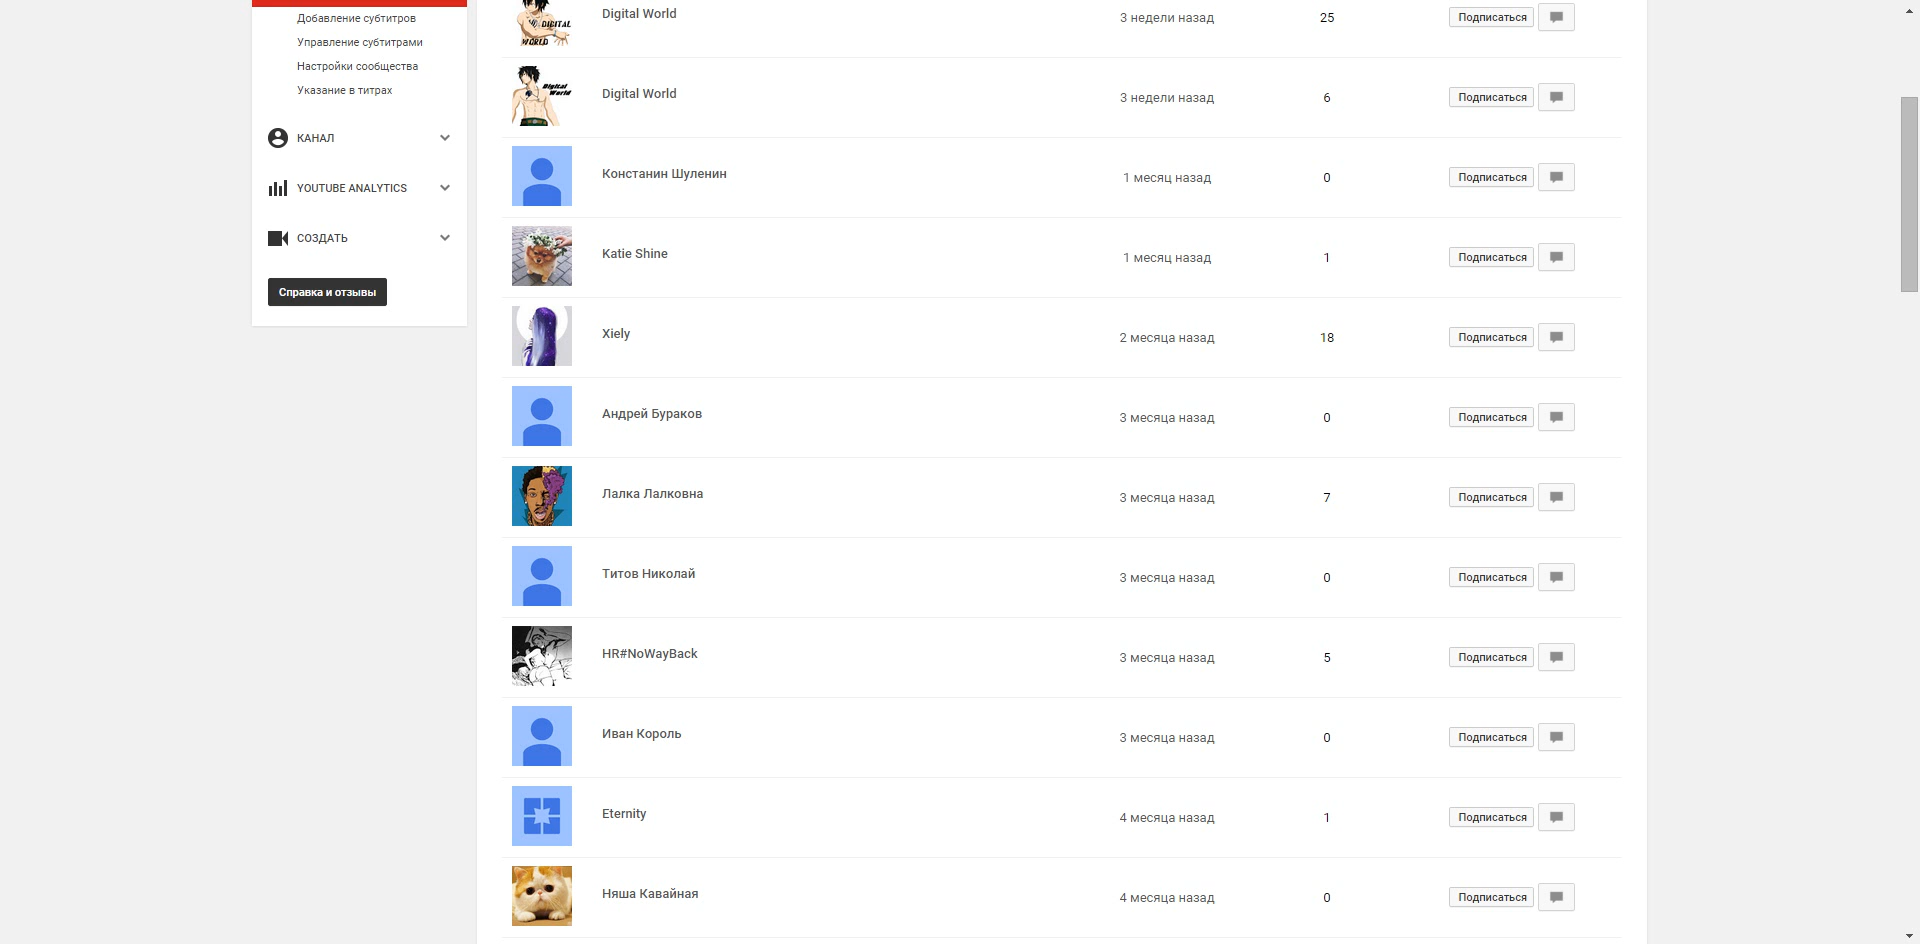 Добавление субтитров
Управление субтитрами
Настройки сообщества
Указание в титрах
КАНАЛ
YOUTUBE ANALYTICS
СОЗДАТЬ
Справка и отзывы
DIGITAL
WORLD
Digital World 3 недели назад 25 Подписаться
Digital
World
Digital World 3 недели назад 6 Подписаться
Констанин Шуленин 1 месяц назад 0 Подписаться
Katie Shine 1 месяц назад 1 Подписаться
Xiely 2 месяца назад 18 Подписаться
Андрей Бураков 3 месяца назад 0 Подписаться
Лалка Лалковна 3 месяца назад 7 Подписаться
Титов Николай 3 месяца назад 0 Подписаться
HR#NoWayBack 3 месяца назад 5 Подписаться
Иван Король 3 месяца назад 0 Подписаться
Eternity 4 месяца назад 1 Подписаться
Няша Кавайная 4 месяца назад 0 Подписаться